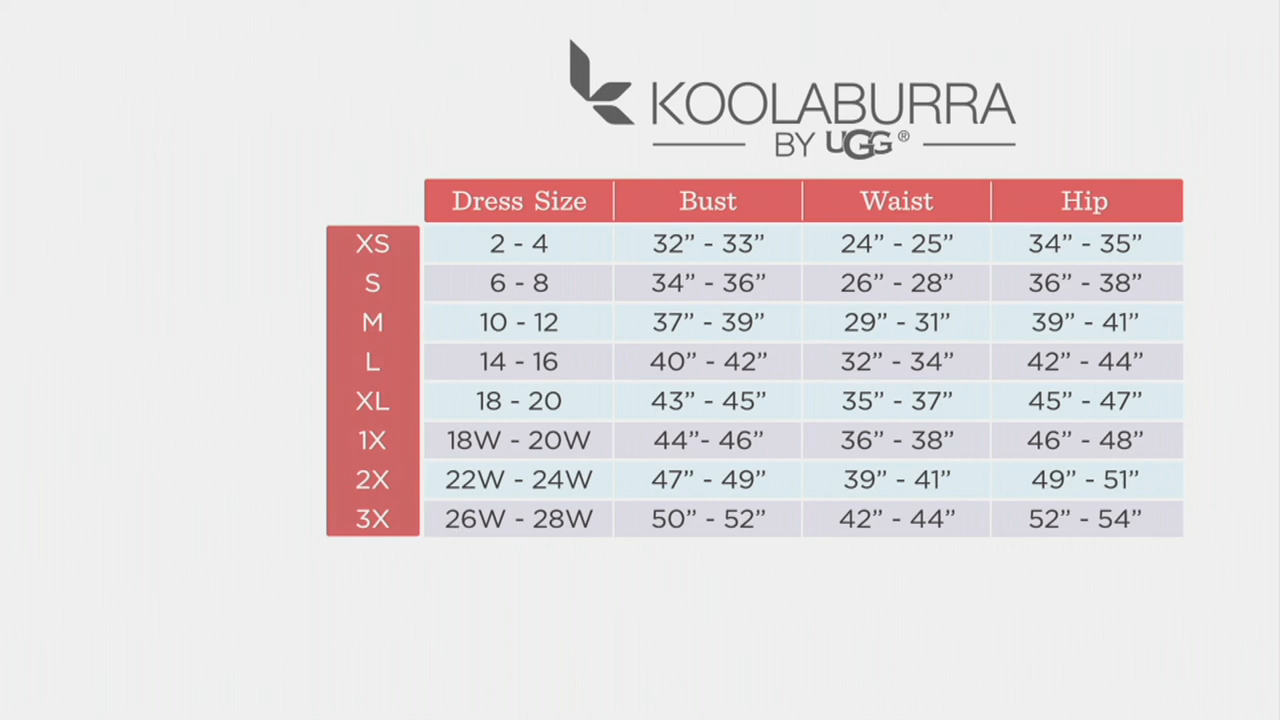 KOOLABURRA
BY UGG®
Dress Size Bust Waist Hip
XS 2 - 4 32” - 33” 24” - 25” 34” - 35”
S 6 - 8 34” - 36” 26” - 28” 36” - 38”
M 10 - 12 37” - 39” 29” - 31” 39” - 41”
L 14 - 16 40” - 42” 32” - 34” 42” - 44”
XL 18 - 20 43” - 45” 35” - 37” 45” - 47”
1X 18W - 20W 44”- 46” 36” - 38” 46” - 48”
2X 22W - 24W 47” - 49” 39” - 41” 49” - 51”
3X 26W - 28W 50” - 52” 42” - 44” 52” - 54”